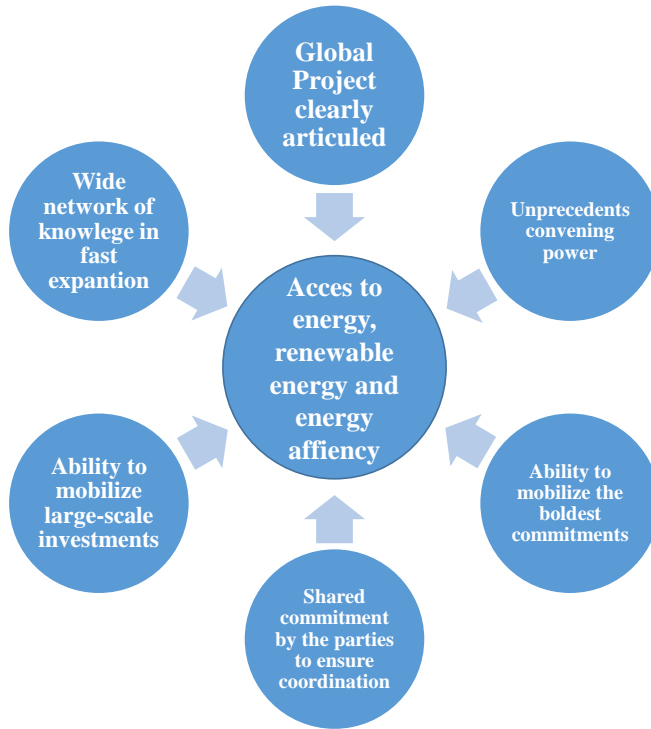 Global
Project
clearly
articuled
Wide
network of
knowlege in
fast
expantion
Unprecedents
convening
power
Acces to
energy,
renewable
energy and
energy
affiency
Ability to
mobilize
large-scale
investments
Ability to
mobilize the
boldest
commitments
Shared
commitment
by the parties
to ensure
coordination